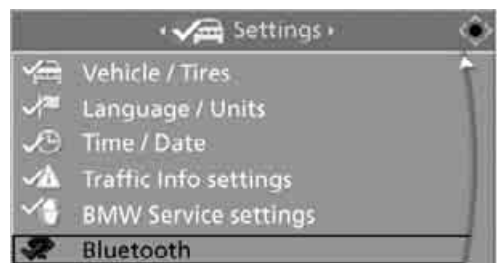 Settings
Vehicle / Tires
Language / Units
Time / Date
Traffic Info settings
BMW Service settings
Bluetooth